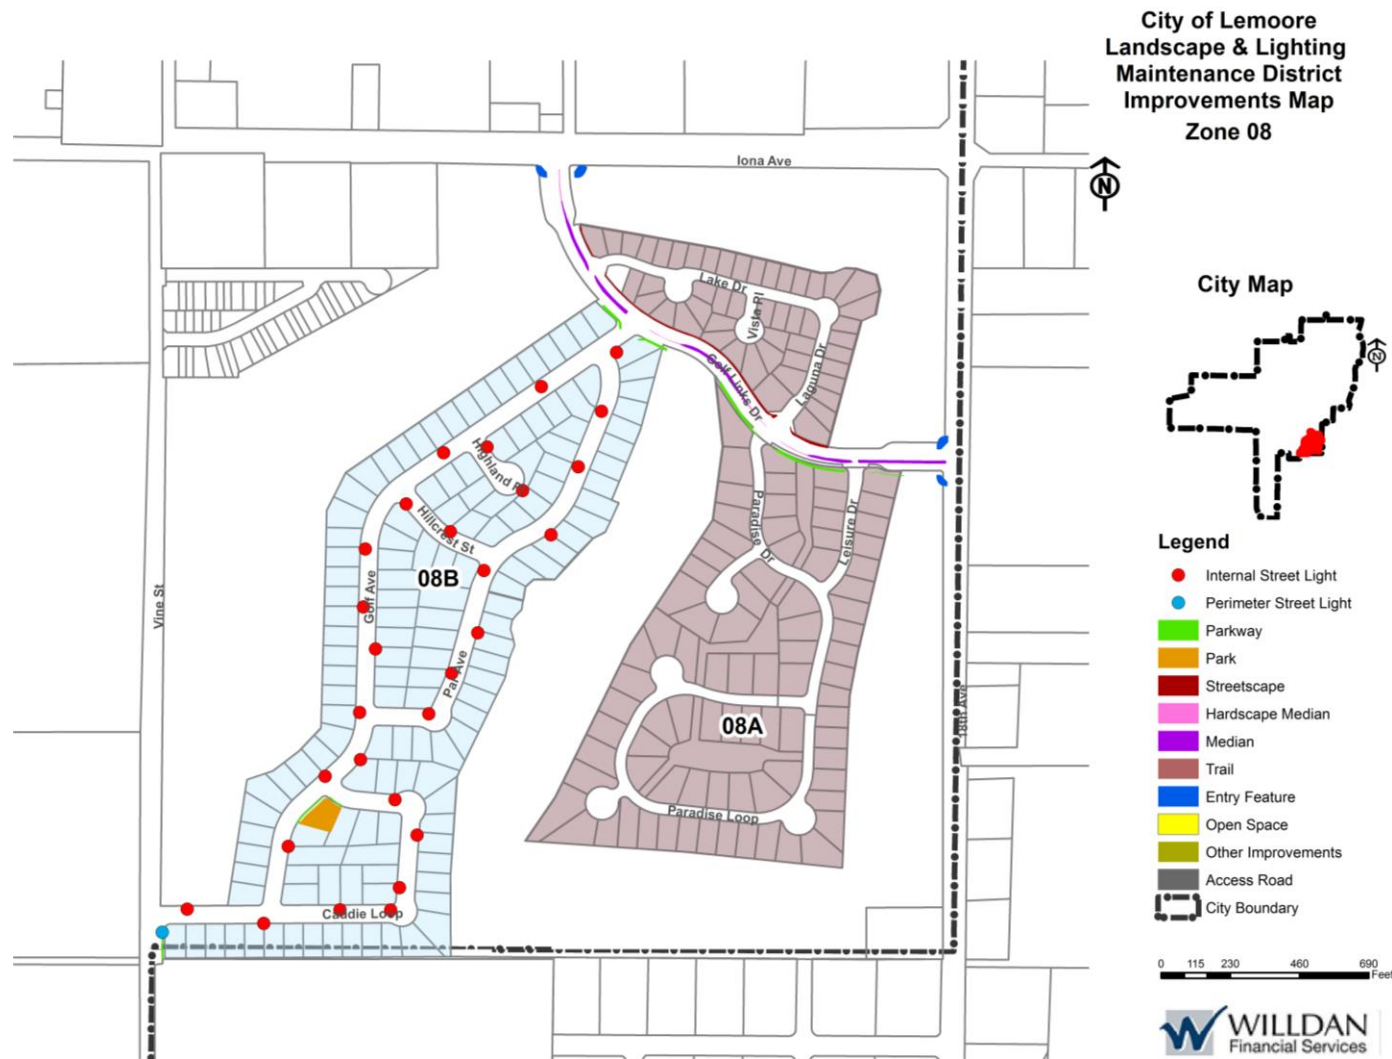 City of Lemoore
Landscape & Lighting
Maintenance District
Improvements Map
Zone 08
Iona Ave
N
City Map
N
Lake Dr
Vista Pl
Golf Links Dr
Laguna Dr
Highland
Hillcrest St
Paradise Dr
Leisure Dr
Vine St
Golf Ave
08B
Par Ave
08A
18th Ave
Paradise Loop
Caddie Loop
Legend
Internal Street Light
Perimeter Street Light
Parkway
Park
Streetscape
Hardscape Median
Median
Trail
Entry Feature
Open Space
Other Improvements
Access Road
City Boundary
0 115 230 460 690
Feet
W WILLDAN
Financial Services